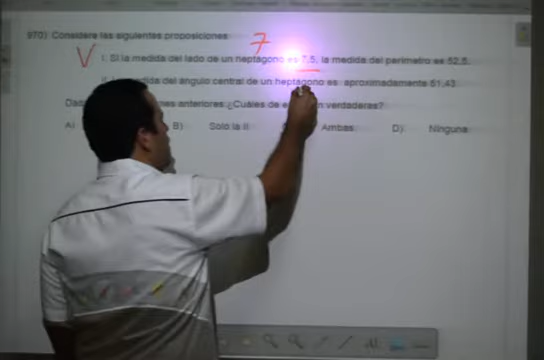 970) Considere las siguientes proposiciones
7
V I. Si la medida del lado de un heptágono es 7,5, la medida del perímetro es 52,5.
medida del ángulo central de un heptágono es aproximadamente 51,43
anteriores ¿Cuáles de verdaderas?
A) B) Solo la II Ambas D) Ninguna